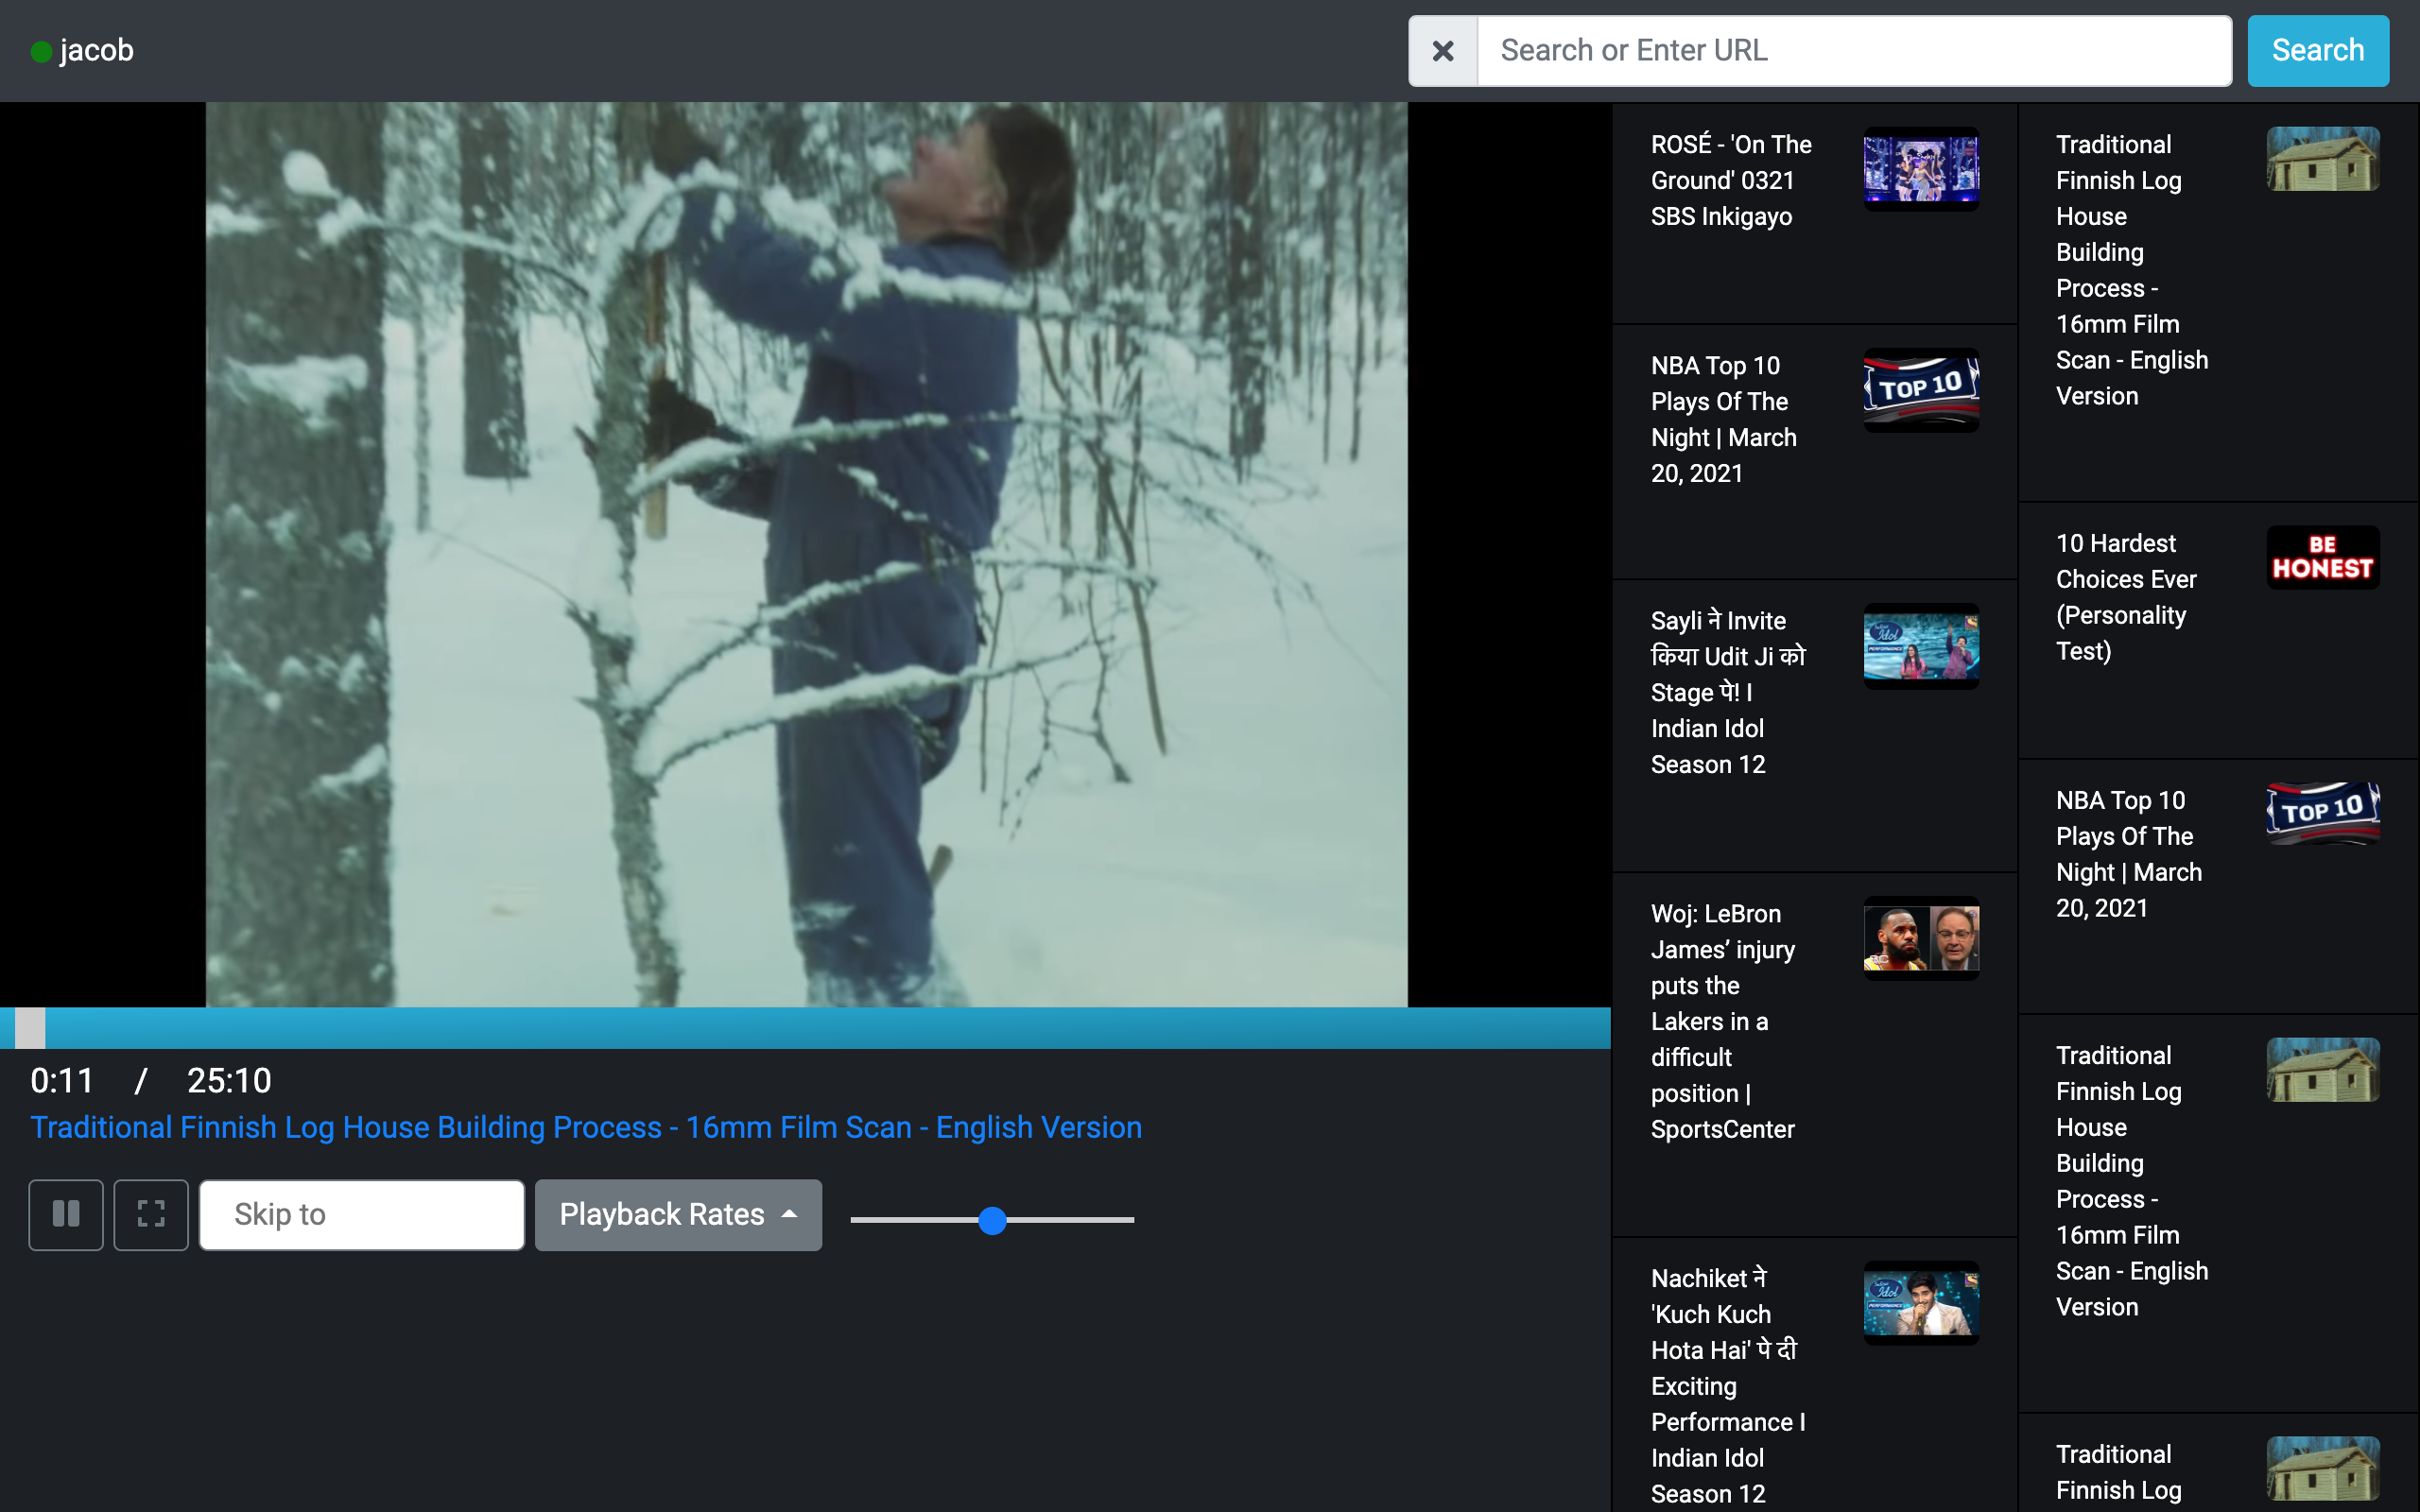 jacob
Search or Enter URL
Search
ROSÉ - 'On The
Ground' 0321
SBS Inkigayo
NBA Top 10
Plays Of The
Night | March
20, 2021
TOP 10
Sayli ने Invite
किया Udit Ji को
Stage पे! I
Indian Idol
Season 12
Idol
PERFORMANCE
Woj: LeBron
James’ injury
puts the
Lakers in a
difficult
position |
SportsCenter
SC
Nachiket ने
'Kuch Kuch
Hota Hai' पे दी
Exciting
Performance I
Indian Idol
Season 12
Idol
PERFORMANCE
Traditional
Finnish Log
House
Building
Process -
16mm Film
Scan - English
Version
10 Hardest
Choices Ever
(Personality
Test)
BE
HONEST
NBA Top 10
Plays Of The
Night | March
20, 2021
TOP 10
Traditional
Finnish Log
House
Building
Process -
16mm Film
Scan - English
Version
Traditional
Finnish Log
0:11 / 25:10
Traditional Finnish Log House Building Process - 16mm Film Scan - English Version
Skip to
Playback Rates